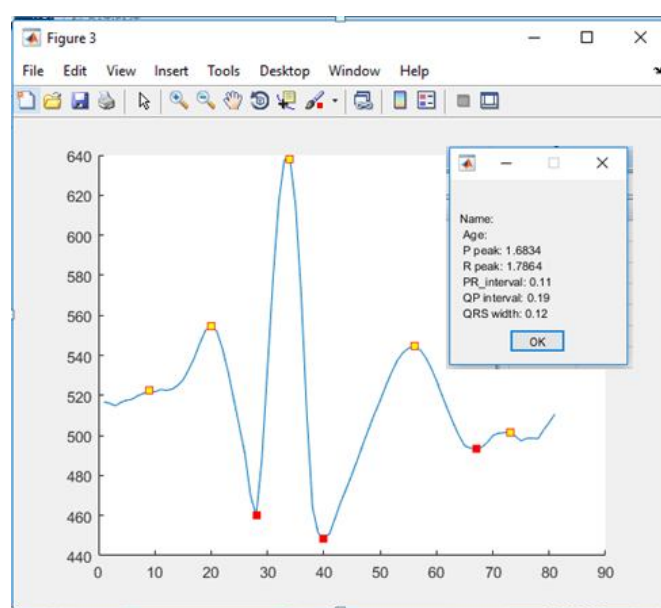 Figure 3
File Edit View Insert Tools Desktop Window Help
640
620
600
580
560
540
520
500
480
460
440
0 10 20 30 40 50 60 70 80 90
Name:
Age:
P peak: 1.6834
R peak: 1.7864
PR_interval: 0.11
QP interval: 0.19
QRS width: 0.12
OK